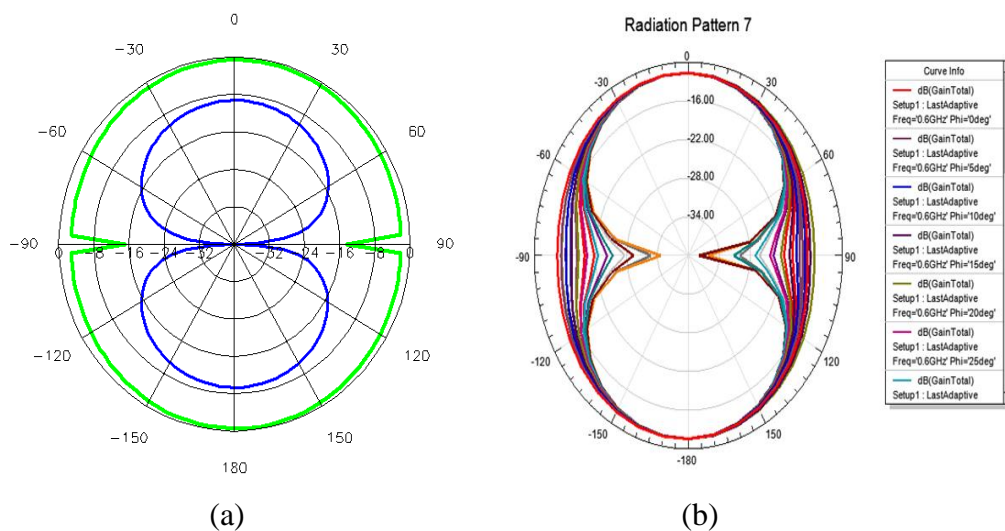 0
-30
30
-60
60
-90
-16
-24
-32
-32
-24
-16
-8
0
90
-120
120
-150
150
180
(a)
Radiation Pattern 7
0
-30
30
-16.00
-60
60
-22.00
-28.00
-34.00
-90
90
-120
120
-150
150
-180
Curve Info
dB(GainTotal)
Setup1 : LastAdaptive
Freq='0.6GHz' Phi='0deg'
dB(GainTotal)
Setup1 : LastAdaptive
Freq='0.6GHz' Phi='5deg'
dB(GainTotal)
Setup1 : LastAdaptive
Freq='0.6GHz' Phi='10deg'
dB(GainTotal)
Setup1 : LastAdaptive
Freq='0.6GHz' Phi='15deg'
dB(GainTotal)
Setup1 : LastAdaptive
Freq='0.6GHz' Phi='20deg'
dB(GainTotal)
Setup1 : LastAdaptive
Freq='0.6GHz' Phi='25deg'
dB(GainTotal)
Setup1 : LastAdaptive
(b)